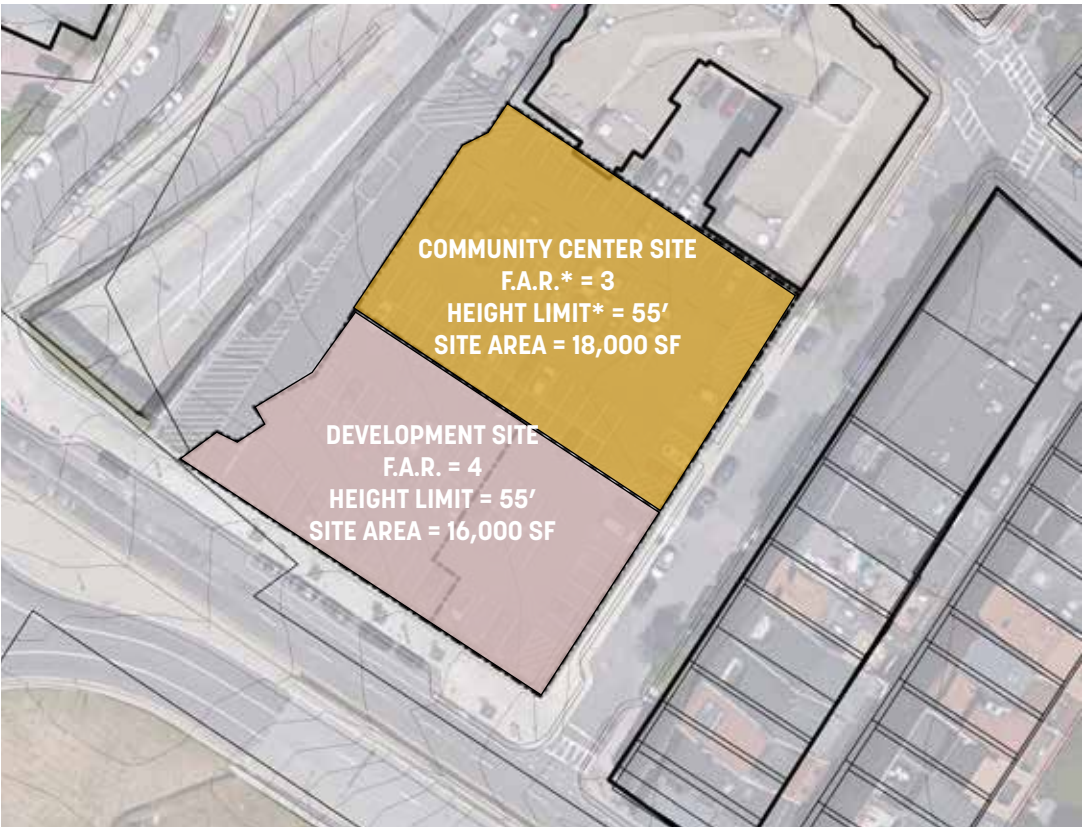 COMMUNITY CENTER SITE
F.A.R.* = 3
HEIGHT LIMIT* = 55’
SITE AREA = 18,000 SF
DEVELOPMENT SITE
F.A.R. = 4
HEIGHT LIMIT = 55’
SITE AREA = 16,000 SF